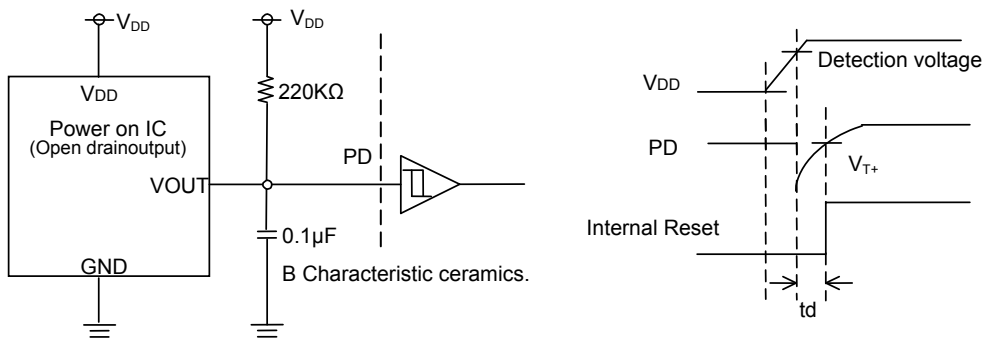 VDD
VDD
VDD
Power on IC
(Open drainoutput)
VOUT
GND
220KΩ
PD
0.1µF
B Characteristic ceramics.
Detection voltage
VDD
PD
VT+
Internal Reset
td